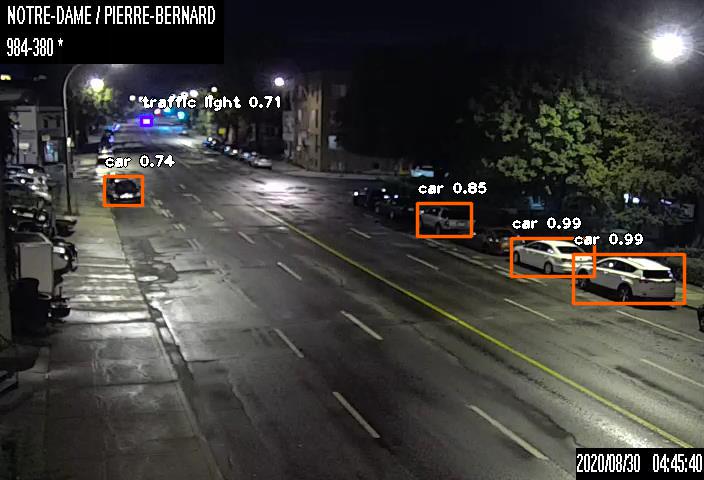 NOTRE-DAME / PIERRE-BERNARD
984-380 *
traffic light 0.71
car 0.74
car 0.85
car 0.99
car 0.99
2020/08/30 04:45:40